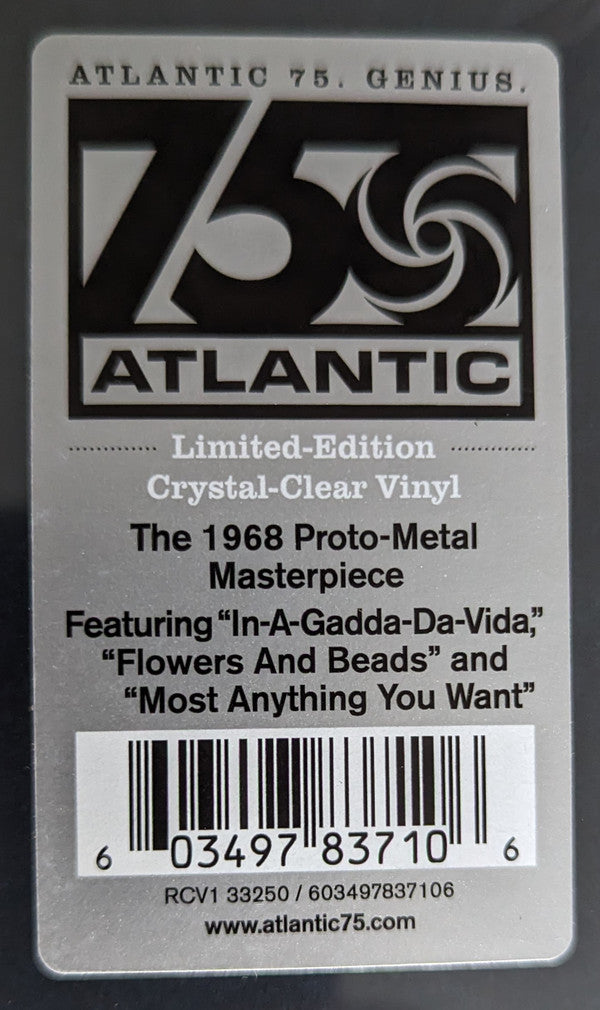 ATLANTIC 75. GENIUS.
75
ATLANTIC
Limited-Edition
Crystal-Clear Vinyl
The 1968 Proto-Metal
Masterpiece
Featuring “In-A-Gadda-Da-Vida,”
“Flowers And Beads” and
“Most Anything You Want”
6 03497 83710 6
RCV1 33250 / 603497837106
www.atlantic75.com